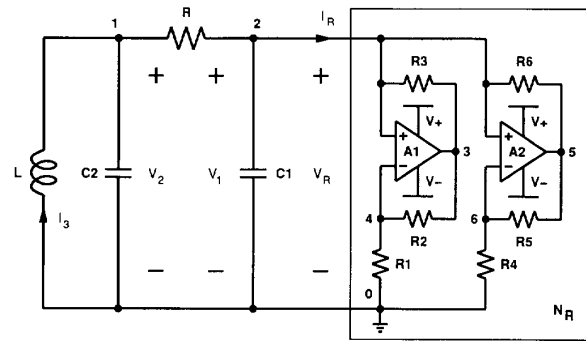 1 R 2 I_R
R3 R6
+ + +
V+ V+
+ +
L C2 V_2 V_1 C1 V_R A1 3 A2 5
− −
V− V−
I_3
4 R2 6 R5
− − −
R1 R4
0
N_R